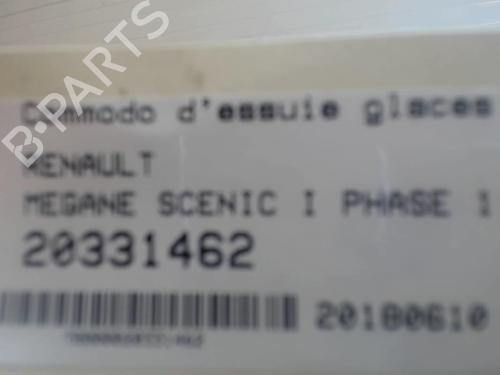 Commodo d'essuie glaces
RENAULT
MEGANE SCENIC I PHASE 1
20331462
20180610
B-PARTS